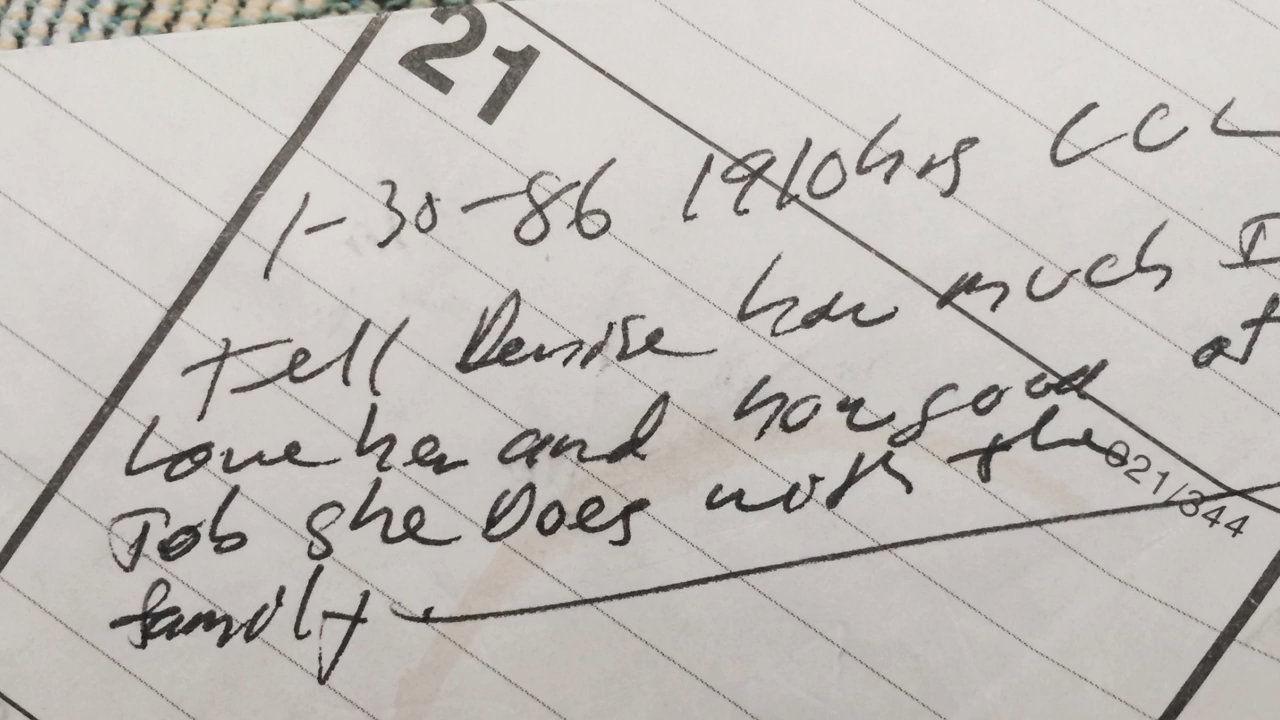 21
1-30-86 1910hrs CCL
Tell Denise how much I
Love her and how good at
Job she Does with the
family
021/344